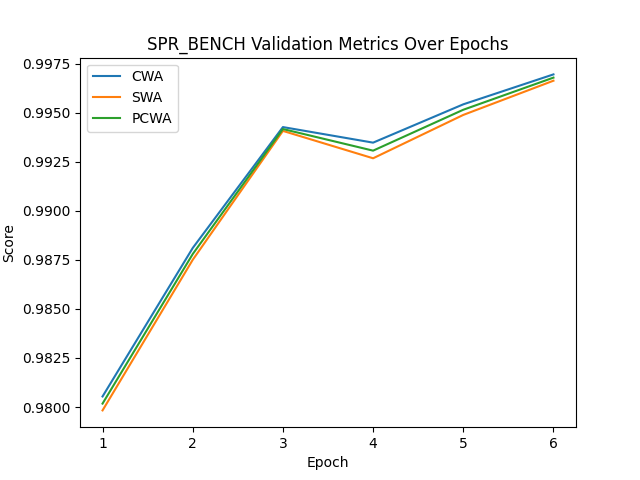 SPR_BENCH Validation Metrics Over Epochs
CWA
SWA
PCWA
0.9975
0.9950
0.9925
0.9900
0.9875
0.9850
0.9825
0.9800
Score
1 2 3 4 5 6
Epoch